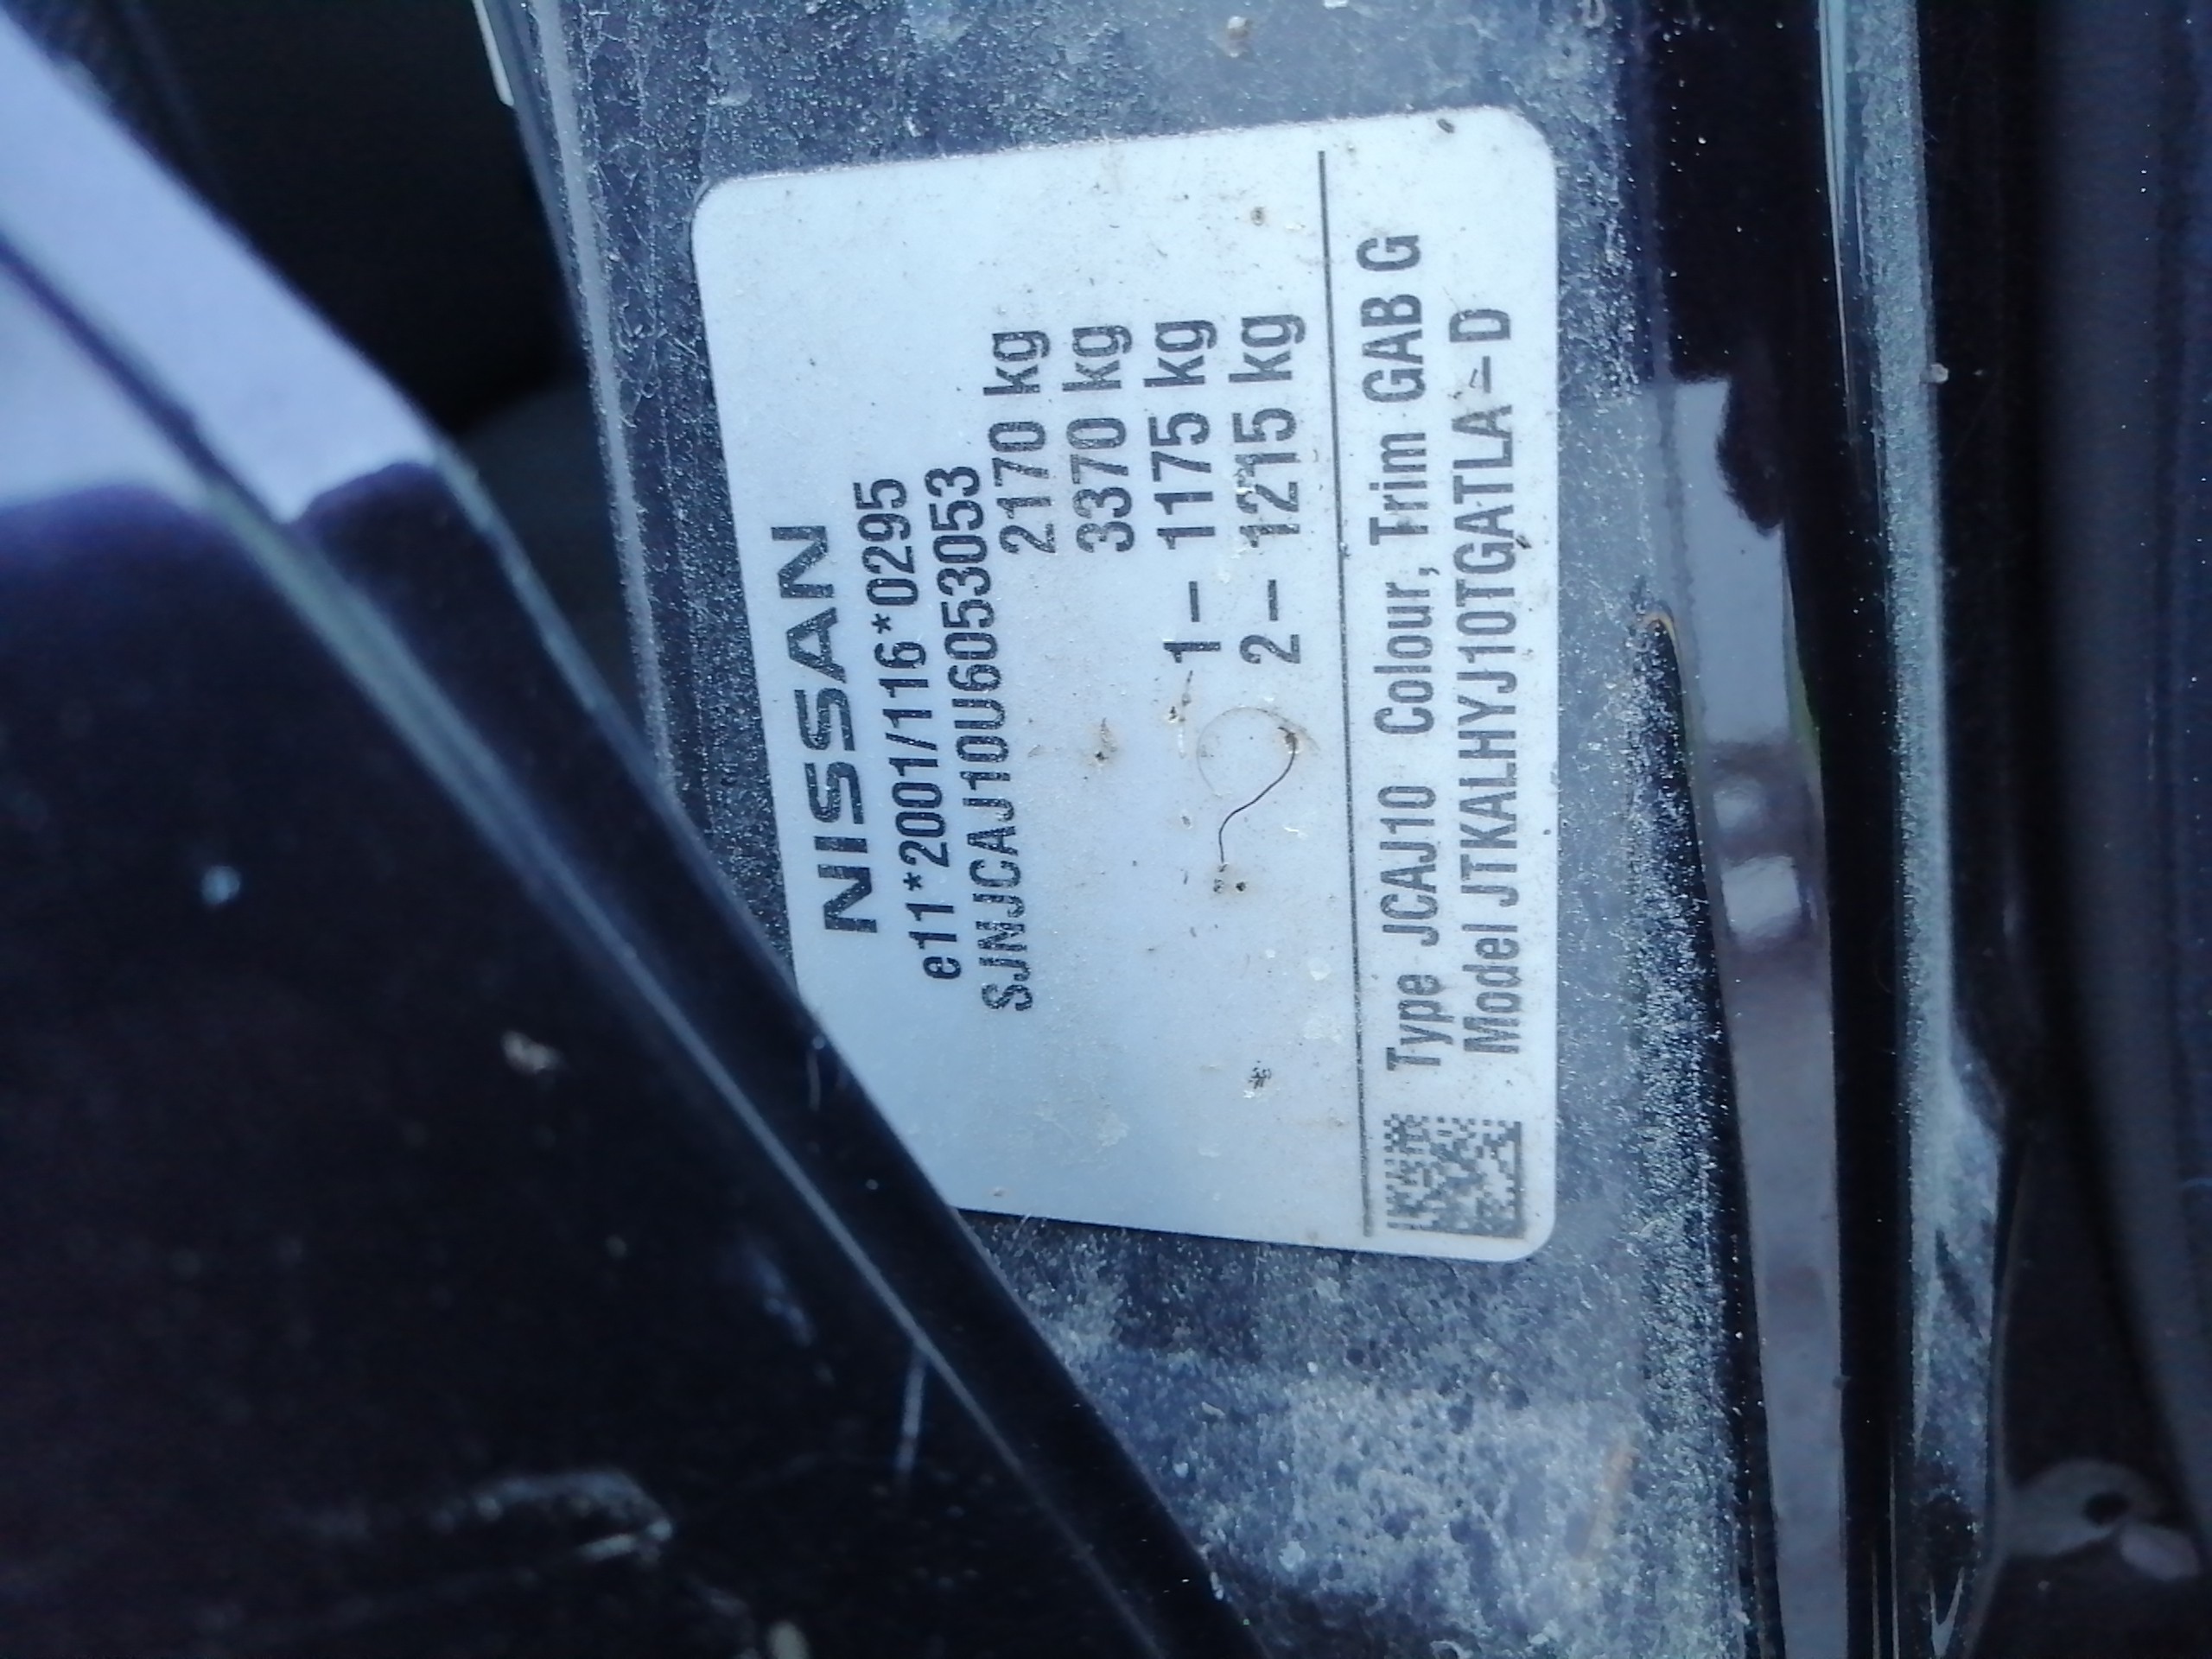 NISSAN
e11*2001/116*0295
SJNJCAJ10U6053053
2170 kg
3370 kg
1– 1175 kg
2– 1215 kg
Type JCAJ10 Colour, Trim GAB G
Model JTKALHYJ10TGATLA – D